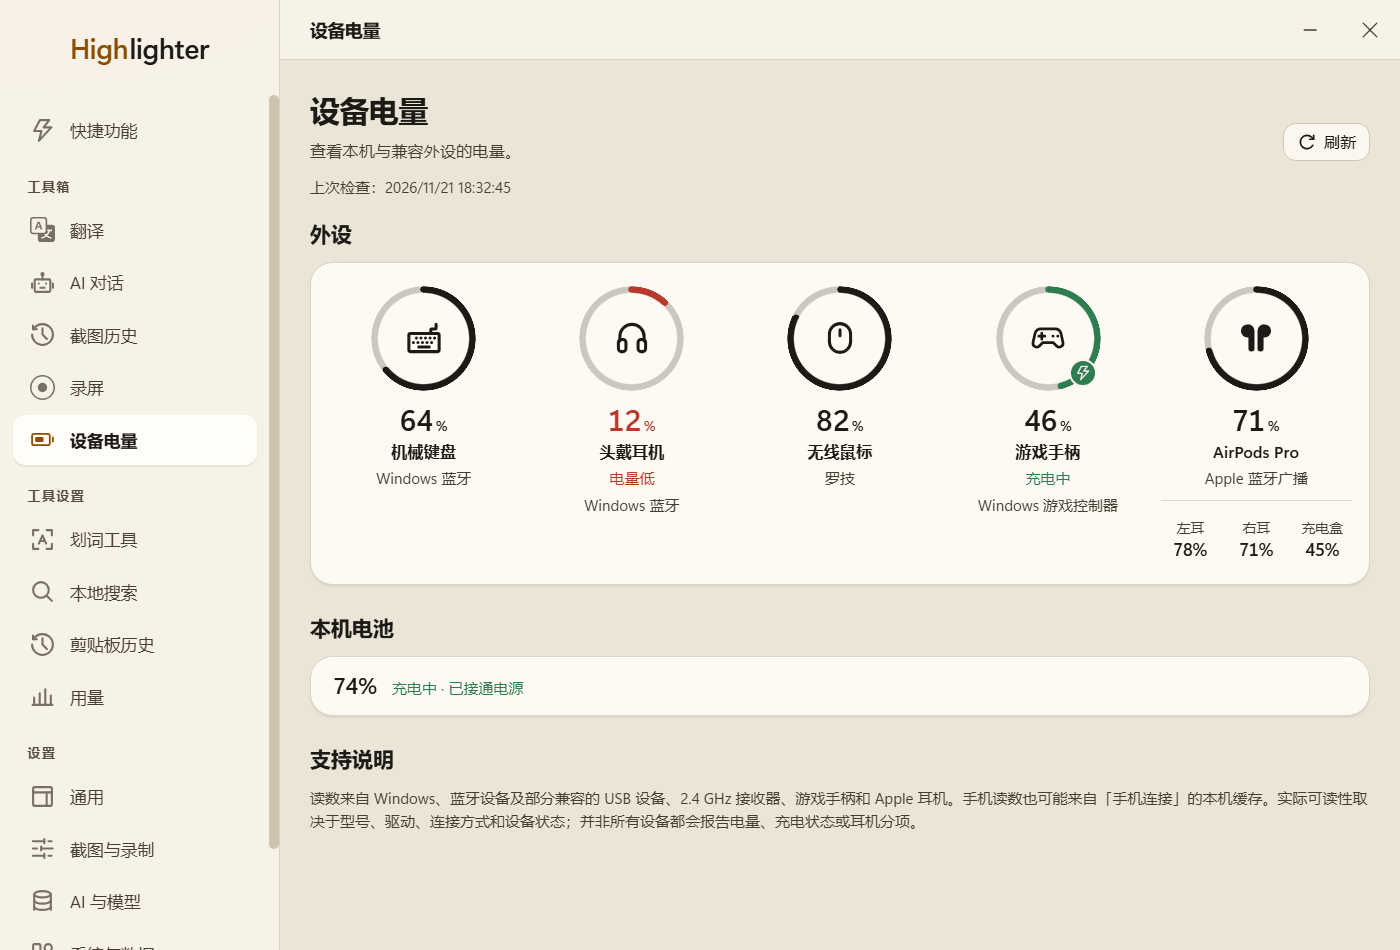 Highlighter
快捷功能
工具箱
翻译
AI 对话
截图历史
录屏
设备电量
工具设置
划词工具
本地搜索
剪贴板历史
用量
设置
通用
截图与录制
AI 与模型
设备电量
设备电量
查看本机与兼容外设的电量。
上次检查：2026/11/21 18:32:45
刷新
外设
64%
机械键盘
Windows 蓝牙
12%
头戴耳机
电量低
Windows 蓝牙
82%
无线鼠标
罗技
46%
游戏手柄
充电中
Windows 游戏控制器
71%
AirPods Pro
Apple 蓝牙广播
左耳 右耳 充电盒
78% 71% 45%
本机电池
74% 充电中 · 已接通电源
支持说明
读数来自 Windows、蓝牙设备及部分兼容的 USB 设备、2.4 GHz 接收器、游戏手柄和 Apple 耳机。手机读数也可能来自「手机连接」的本机缓存。实际可读性取
决于型号、驱动、连接方式和设备状态；并非所有设备都会报告电量、充电状态或耳机分项。